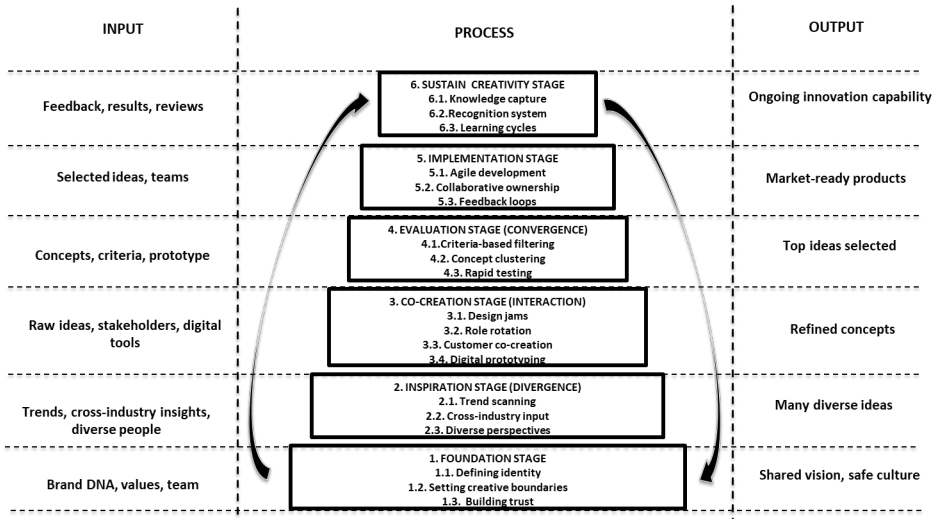 INPUT
PROCESS
OUTPUT
Feedback, results, reviews
6. SUSTAIN CREATIVITY STAGE
6.1. Knowledge capture
6.2.Recognition system
6.3. Learning cycles
Ongoing innovation capability
Selected ideas, teams
5. IMPLEMENTATION STAGE
5.1. Agile development
5.2. Collaborative ownership
5.3. Feedback loops
Market-ready products
Concepts, criteria, prototype
4. EVALUATION STAGE (CONVERGENCE)
4.1.Criteria-based filtering
4.2. Concept clustering
4.3. Rapid testing
Top ideas selected
Raw ideas, stakeholders, digital
tools
3. CO-CREATION STAGE (INTERACTION)
3.1. Design jams
3.2. Role rotation
3.3. Customer co-creation
3.4. Digital prototyping
Refined concepts
Trends, cross-industry insights,
diverse people
2. INSPIRATION STAGE (DIVERGENCE)
2.1. Trend scanning
2.2. Cross-industry input
2.3. Diverse perspectives
Many diverse ideas
Brand DNA, values, team
1. FOUNDATION STAGE
1.1. Defining identity
1.2. Setting creative boundaries
1.3. Building trust
Shared vision, safe culture